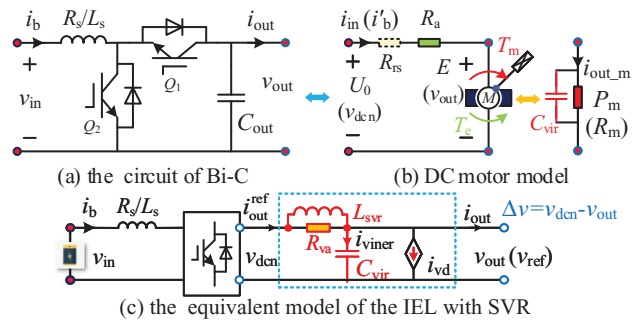 i_b R_s/L_s i_out
+ Q_1 +
v_in v_out
Q_2 C_out
− −
(a) the circuit of Bi-C
i_in (i'_b) R_a
R_rs
+ E + T_m i_out_m
U_0 (v_out) M C_vir P_m
(v_dcn) (R_m)
− T_e −
(b) DC motor model
i_b R_s/L_s i_out^ref L_svr i_out Δv=v_dcn-v_out
R_va i_viner
v_in v_dcn C_vir i_vd v_out (v_ref)
(c) the equivalent model of the IEL with SVR